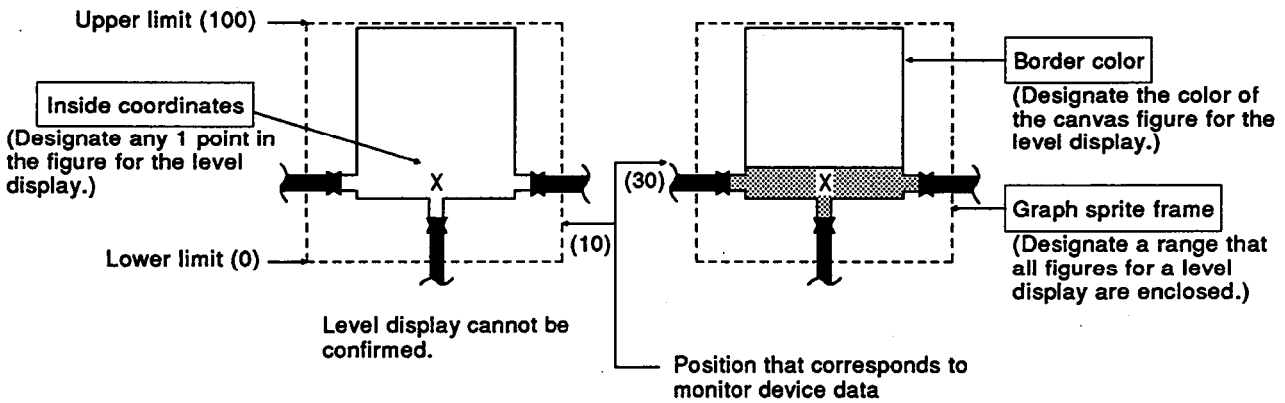 Upper limit (100)
Inside coordinates
(Designate any 1 point in
the figure for the level
display.)
X
Lower limit (0)
(10)
Level display cannot be
confirmed.
(30)
X
Border color
(Designate the color of
the canvas figure for the
level display.)
Graph sprite frame
(Designate a range that
all figures for a level
display are enclosed.)
Position that corresponds to
monitor device data